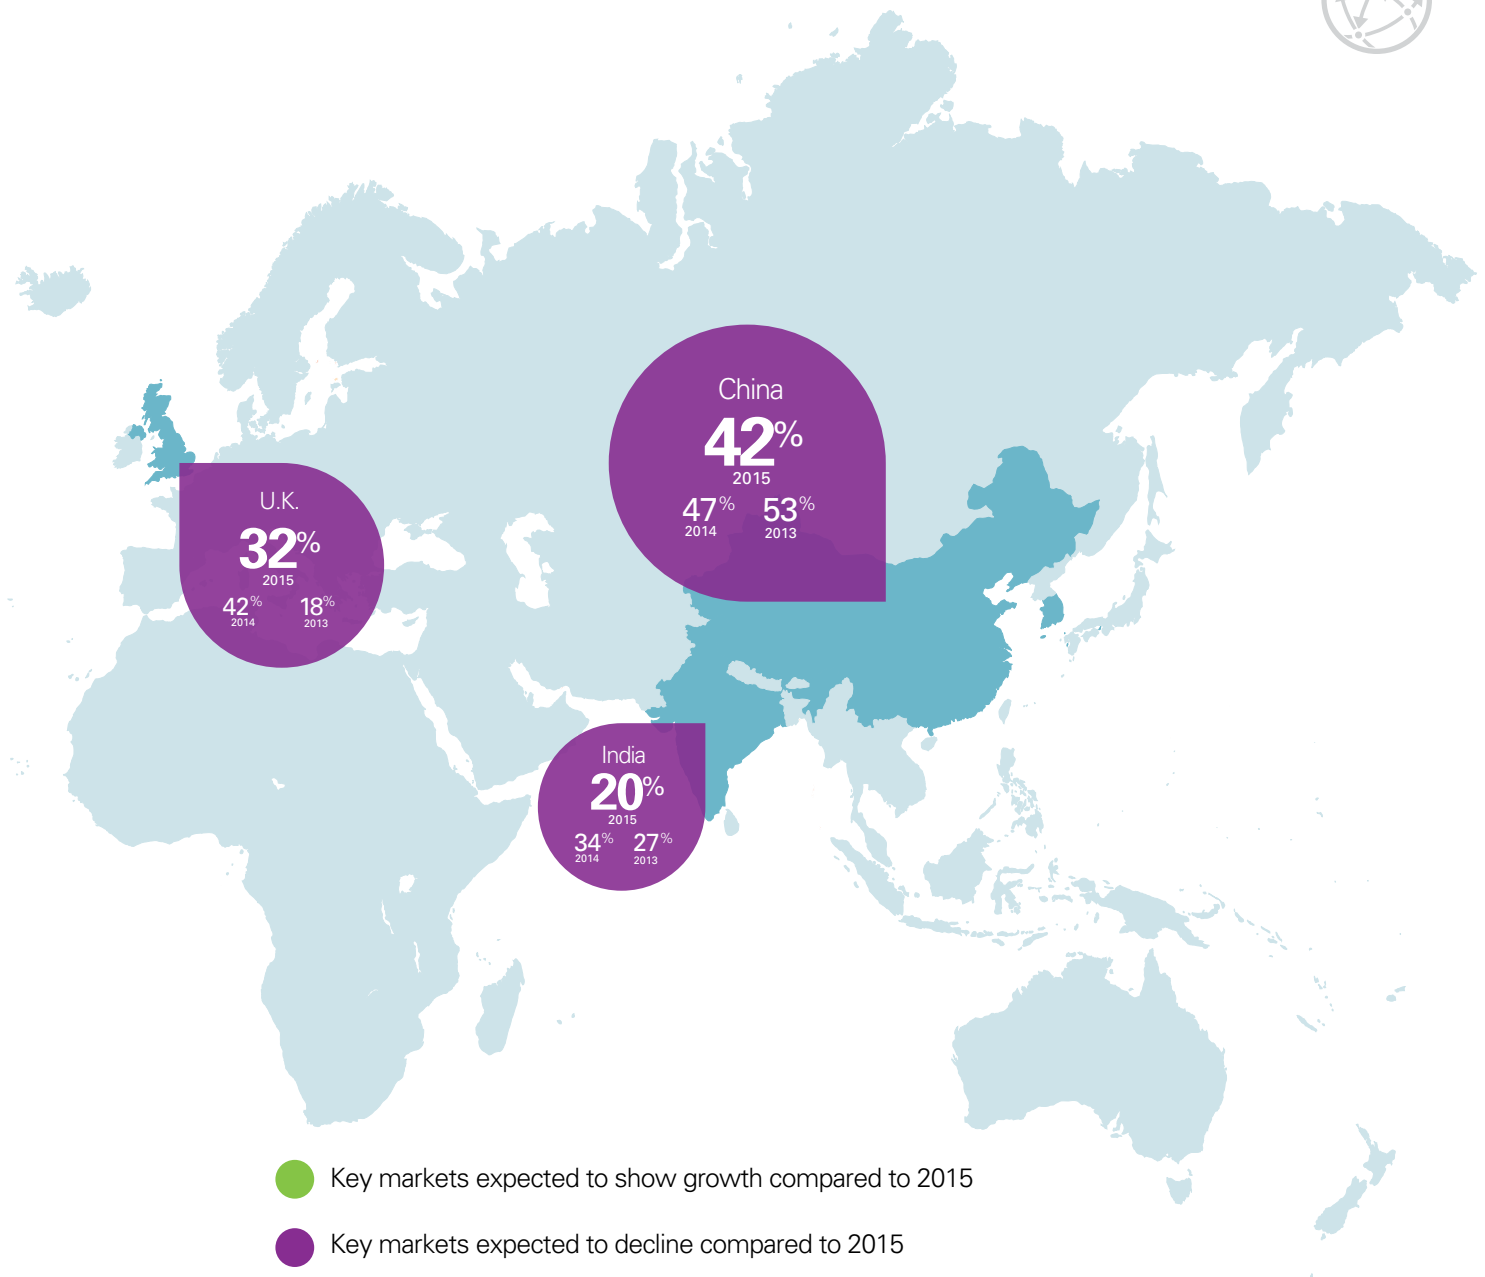 China
42%
2015
47% 53%
2014 2013
U.K.
32%
2015
42% 18%
2014 2013
India
20%
2015
34% 27%
2014 2013
Key markets expected to show growth compared to 2015
Key markets expected to decline compared to 2015